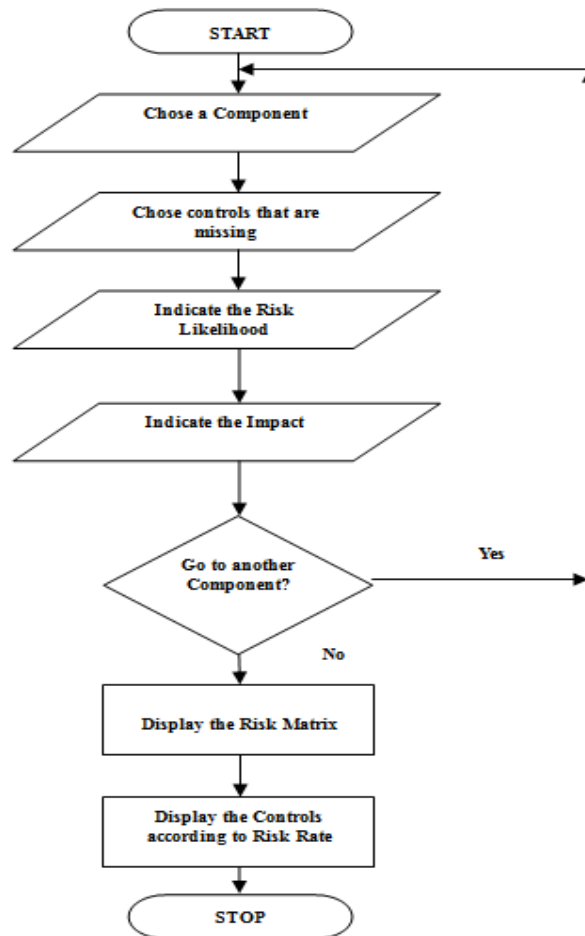 START
Chose a Component
Chose controls that are
missing
Indicate the Risk
Likelihood
Indicate the Impact
Go to another
Component?
Yes
No
Display the Risk Matrix
Display the Controls
according to Risk Rate
STOP